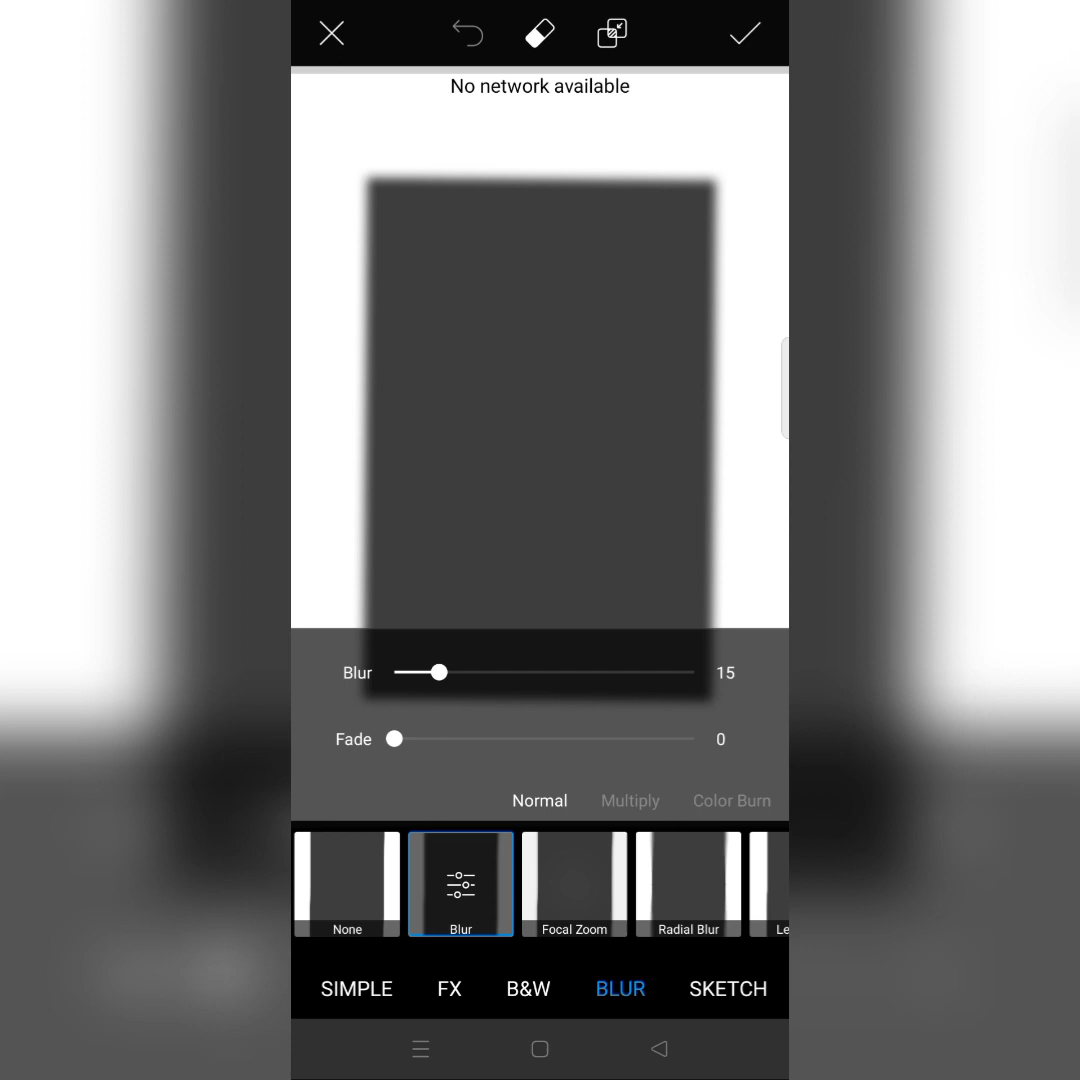 No network available
Blur 15
Fade 0
Normal Multiply Color Burn
None Blur Focal Zoom Radial Blur Le
SIMPLE FX B&W BLUR SKETCH